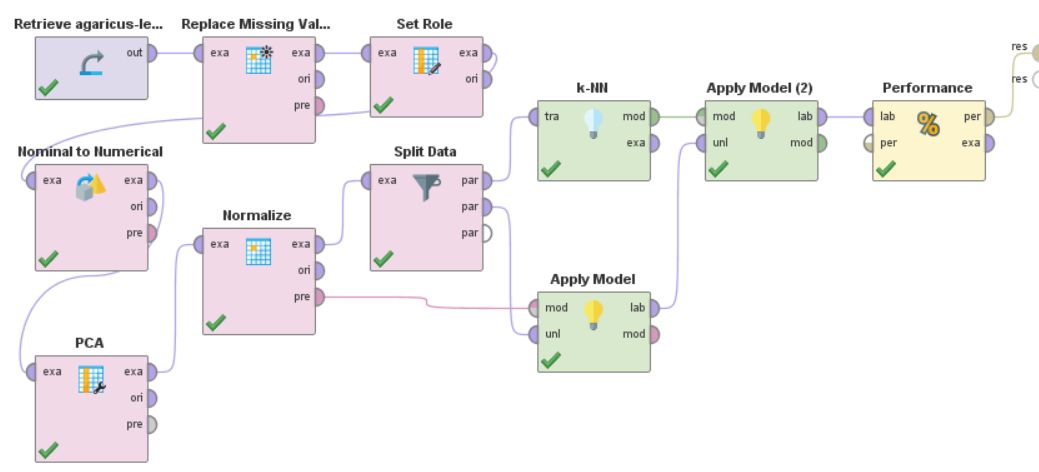 Retrieve agaricus-le...
out
Replace Missing Val...
exa
exa
ori
pre
Set Role
exa
exa
ori
res
res
k-NN
tra
mod
exa
Apply Model (2)
mod
lab
unl
mod
Performance
lab
per
per
exa
Nominal to Numerical
exa
exa
ori
pre
Split Data
exa
par
par
par
Normalize
exa
exa
ori
pre
Apply Model
mod
lab
unl
mod
PCA
exa
exa
ori
pre
%